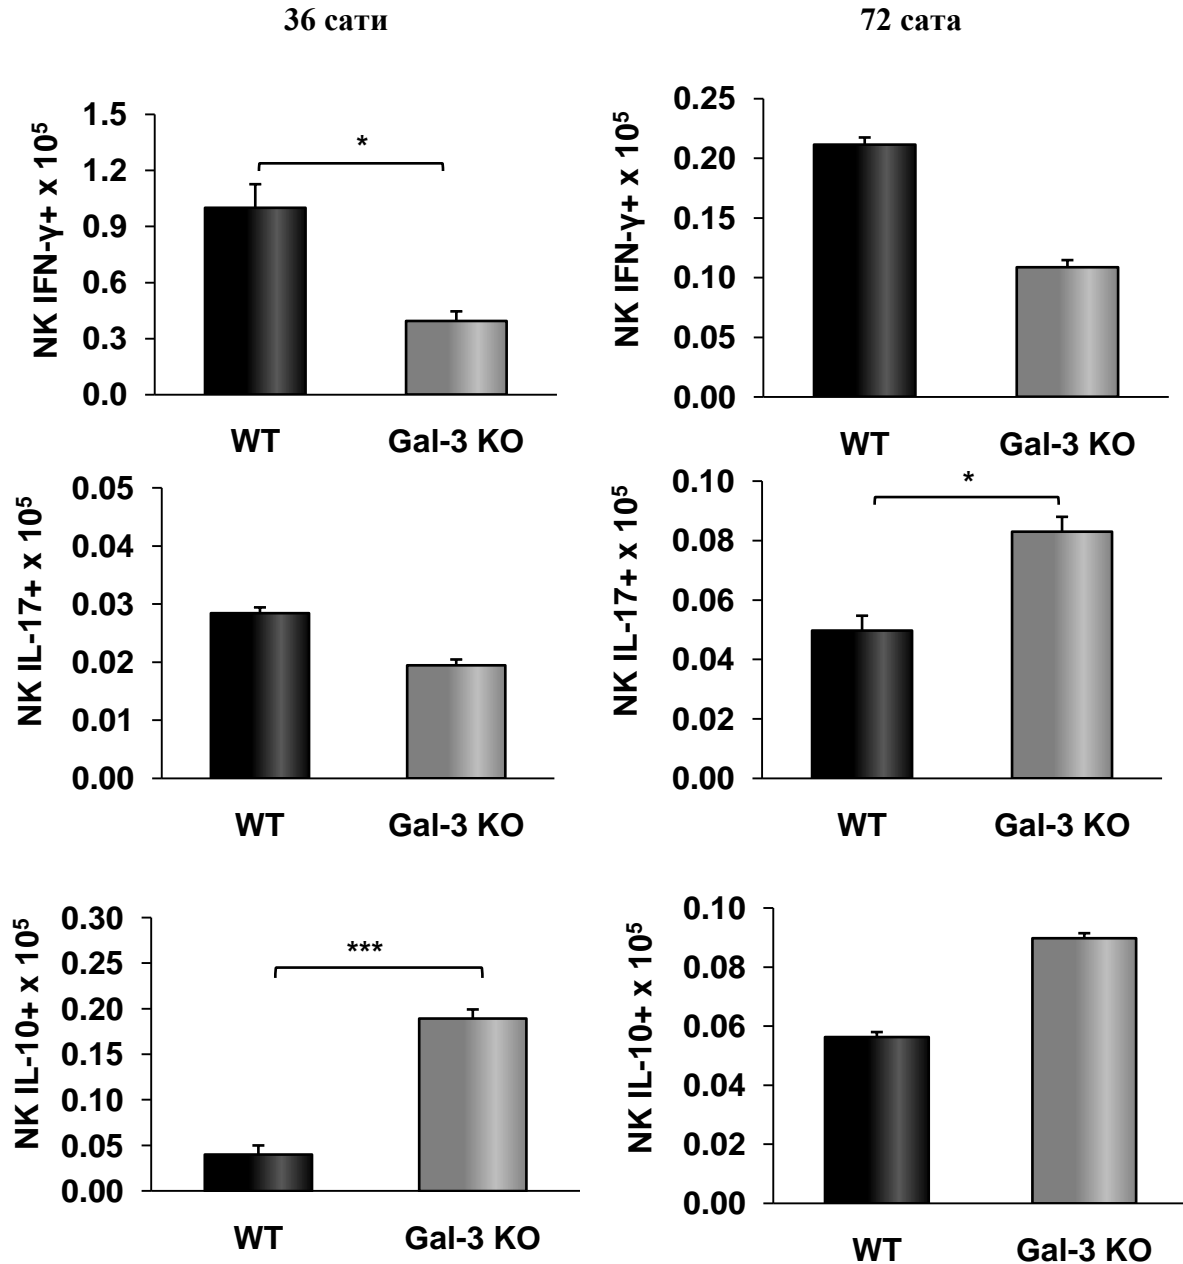 36 сати
72 сата
NK IFN-γ+ x 10⁵
1.5
1.2
0.9
0.6
0.3
0.0
*
WT
Gal-3 KO
NK IFN-γ+ x 10⁵
0.25
0.20
0.15
0.10
0.05
0.00
WT
Gal-3 KO
NK IL-17+ x 10⁵
0.05
0.04
0.03
0.02
0.01
0.00
WT
Gal-3 KO
NK IL-17+ x 10⁵
0.10
0.08
0.06
0.04
0.02
0.00
*
WT
Gal-3 KO
NK IL-10+ x 10⁵
0.30
0.25
0.20
0.15
0.10
0.05
0.00
***
WT
Gal-3 KO
NK IL-10+ x 10⁵
0.10
0.08
0.06
0.04
0.02
0.00
WT
Gal-3 KO